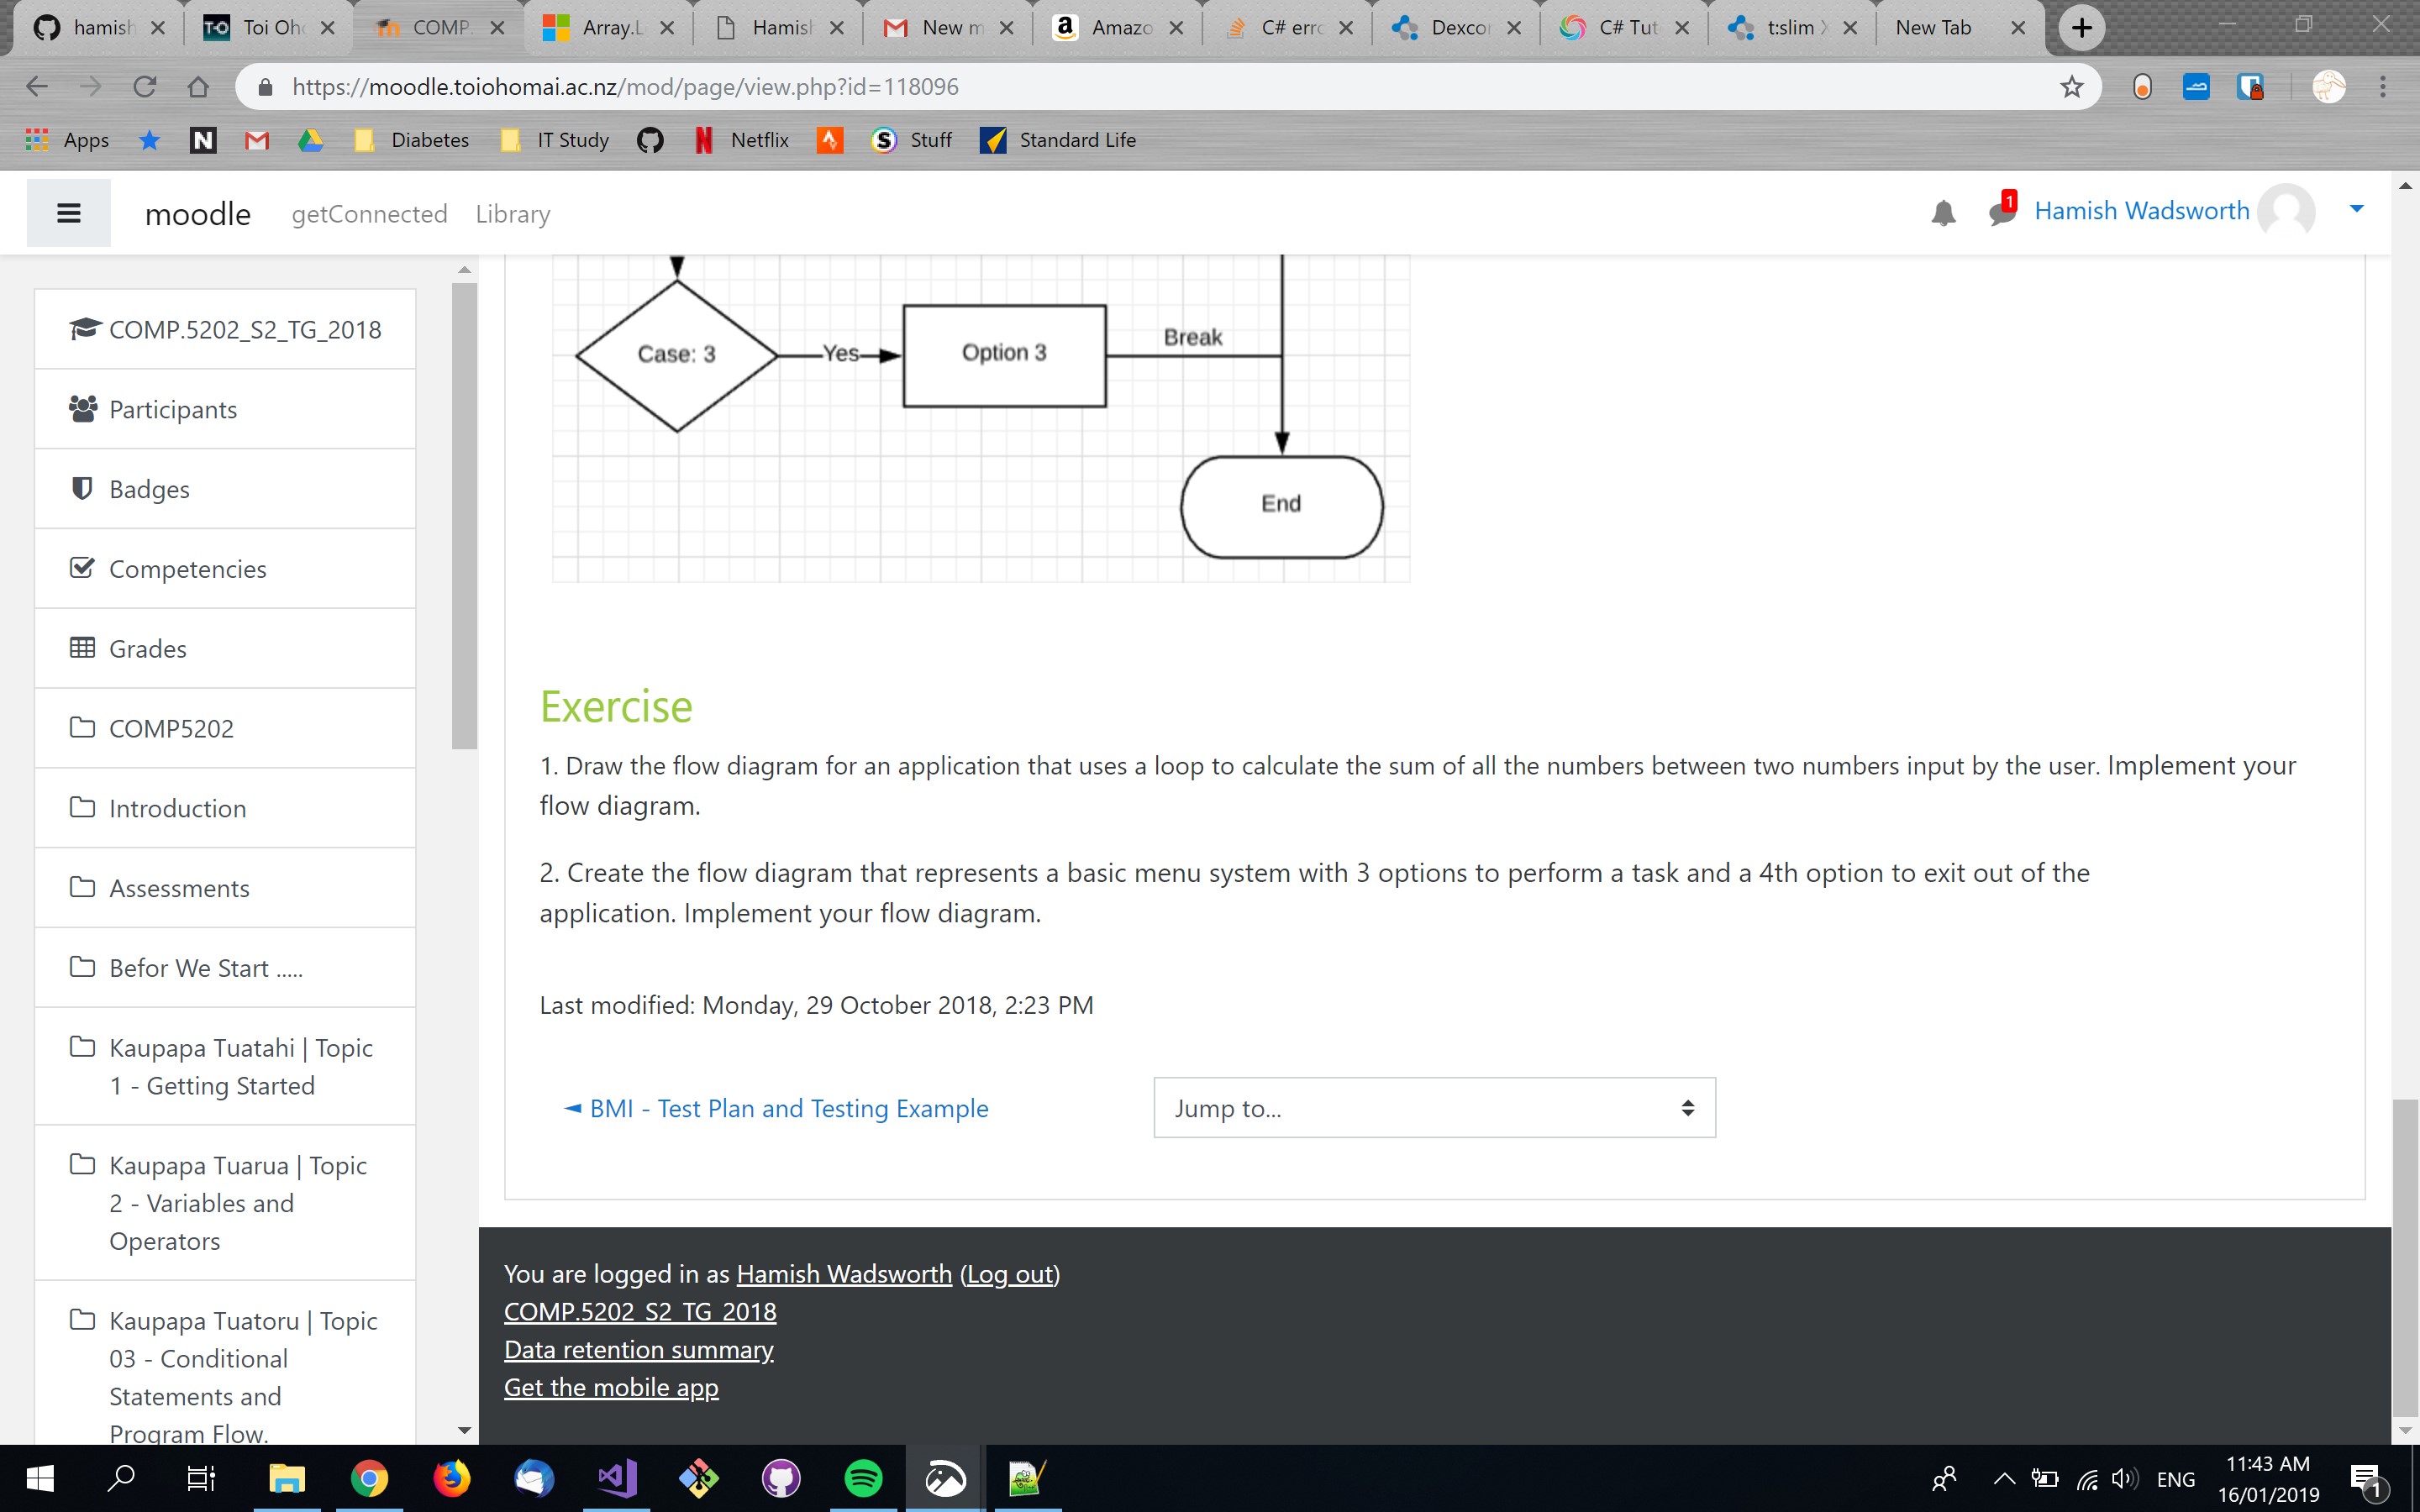 hamish
Toi Oh
COMP.
Array.L
Hamish
New m
Amazo
C# erro
Dexcor
C# Tut
t:slim X
New Tab
https://moodle.toiohomai.ac.nz/mod/page/view.php?id=118096
Apps
Diabetes
IT Study
Netflix
Stuff
Standard Life
moodle
getConnected
Library
1
Hamish Wadsworth
COMP.5202_S2_TG_2018
Participants
Badges
Competencies
Grades
COMP5202
Introduction
Assessments
Befor We Start .....
Kaupapa Tuatahi | Topic
1 - Getting Started
Kaupapa Tuarua | Topic
2 - Variables and
Operators
Kaupapa Tuatoru | Topic
03 - Conditional
Statements and
Program Flow.
Case: 3
Yes
Option 3
Break
End
Exercise
1. Draw the flow diagram for an application that uses a loop to calculate the sum of all the numbers between two numbers input by the user. Implement your
flow diagram.
2. Create the flow diagram that represents a basic menu system with 3 options to perform a task and a 4th option to exit out of the
application. Implement your flow diagram.
Last modified: Monday, 29 October 2018, 2:23 PM
◄ BMI - Test Plan and Testing Example
Jump to...
You are logged in as Hamish Wadsworth (Log out)
COMP.5202_S2_TG_2018
Data retention summary
Get the mobile app
ENG
11:43 AM
16/01/2019
1